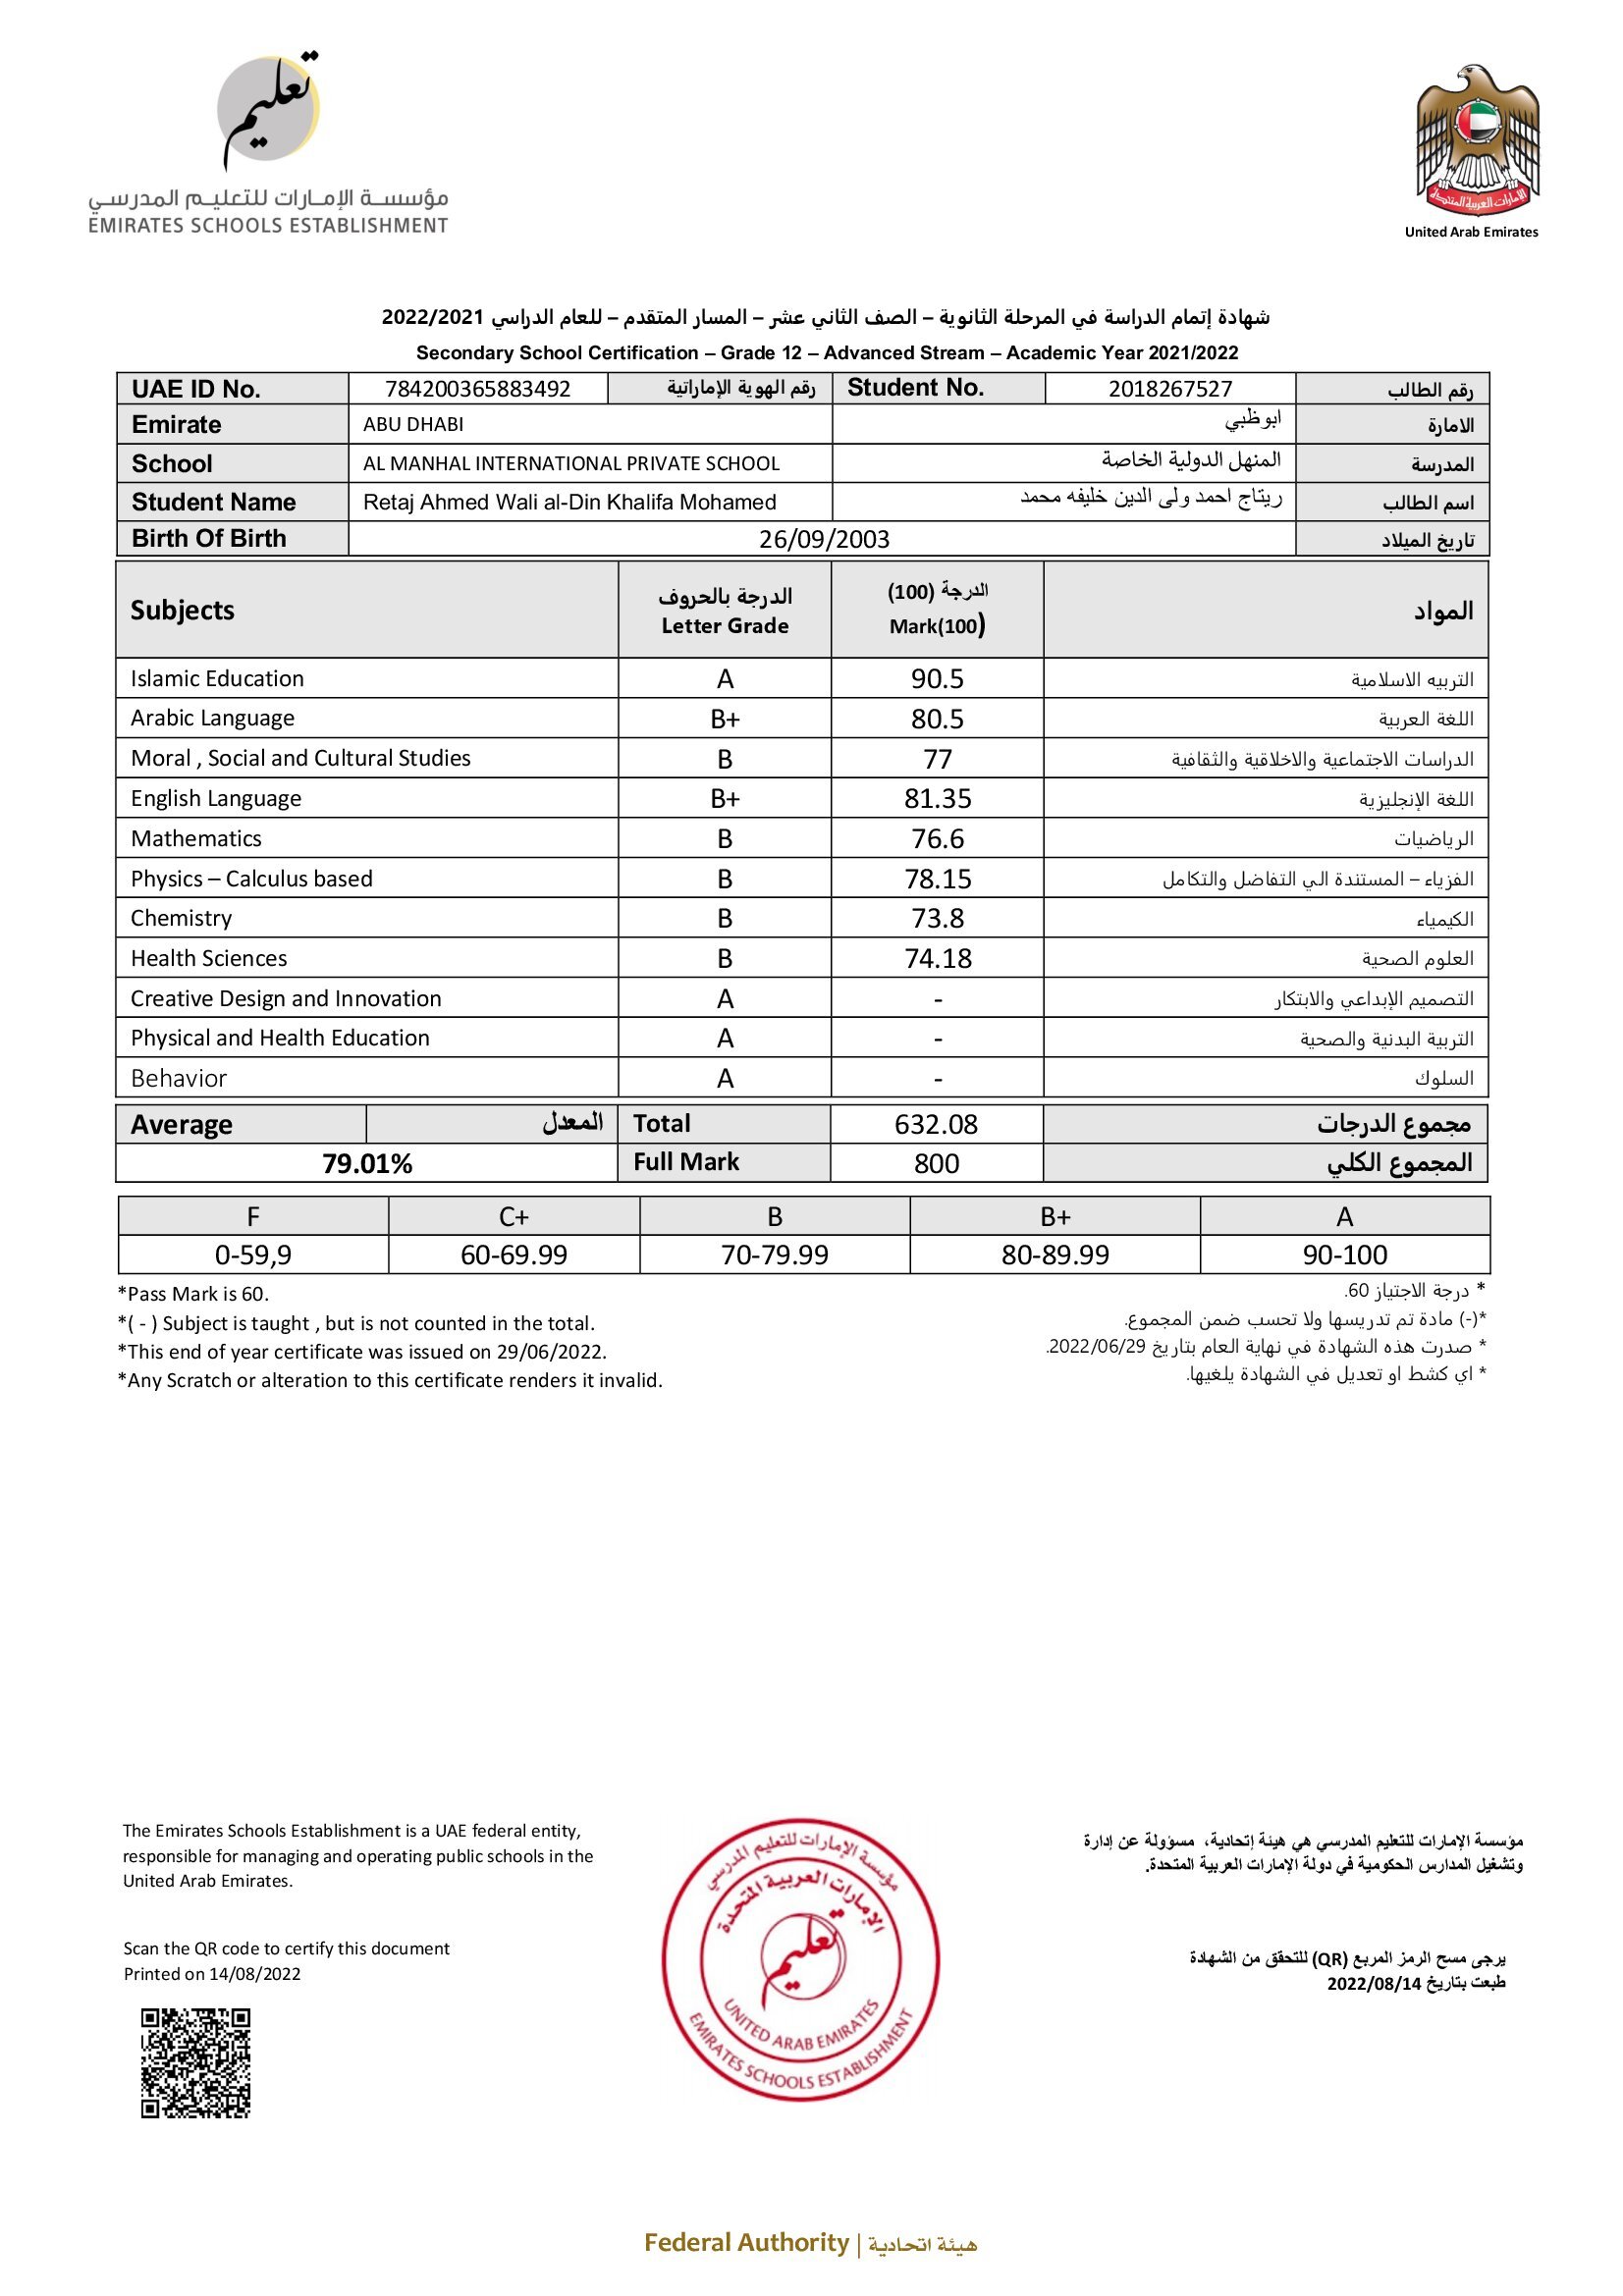 تعليم
مؤسسة الإمارات للتعليم المدرسي
EMIRATES SCHOOLS ESTABLISHMENT
الإمارات العربية المتحدة
United Arab Emirates
شهادة إتمام الدراسة في المرحلة الثانوية – الصف الثاني عشر – المسار المتقدم – للعام الدراسي 2022/2021
Secondary School Certification – Grade 12 – Advanced Stream – Academic Year 2021/2022
UAE ID No. 784200365883492 رقم الهوية الإماراتية Student No. 2018267527 رقم الطالب
Emirate ABU DHABI ابوظبي الامارة
School AL MANHAL INTERNATIONAL PRIVATE SCHOOL المنهل الدولية الخاصة المدرسة
Student Name Retaj Ahmed Wali al-Din Khalifa Mohamed ريتاج احمد ولى الدين خليفه محمد اسم الطالب
Birth Of Birth 26/09/2003 تاريخ الميلاد
Subjects الدرجة بالحروف الدرجة (100) المواد
Letter Grade Mark(100)
Islamic Education A 90.5 التربيه الاسلامية
Arabic Language B+ 80.5 اللغة العربية
Moral , Social and Cultural Studies B 77 الدراسات الاجتماعية والاخلاقية والثقافية
English Language B+ 81.35 اللغة الإنجليزية
Mathematics B 76.6 الرياضيات
Physics – Calculus based B 78.15 الفزياء – المستندة الي التفاضل والتكامل
Chemistry B 73.8 الكيمياء
Health Sciences B 74.18 العلوم الصحية
Creative Design and Innovation A - التصميم الإبداعي والابتكار
Physical and Health Education A - التربية البدنية والصحية
Behavior A - السلوك
Average المعدل Total 632.08 مجموع الدرجات
79.01% Full Mark 800 المجموع الكلي
F C+ B B+ A
0-59,9 60-69.99 70-79.99 80-89.99 90-100
*Pass Mark is 60.
*( - ) Subject is taught , but is not counted in the total.
*This end of year certificate was issued on 29/06/2022.
*Any Scratch or alteration to this certificate renders it invalid.
* درجة الاجتياز 60.
*(-) مادة تم تدريسها ولا تحسب ضمن المجموع.
* صدرت هذه الشهادة في نهاية العام بتاريخ 2022/06/29.
* اي كشط او تعديل في الشهادة يلغيها.
The Emirates Schools Establishment is a UAE federal entity,
responsible for managing and operating public schools in the
United Arab Emirates.
Scan the QR code to certify this document
Printed on 14/08/2022
مؤسسة الإمارات للتعليم المدرسي
الإمارات العربية المتحدة
تعليم
UNITED ARAB EMIRATES
EMIRATES SCHOOLS ESTABLISHMENT
مؤسسة الإمارات للتعليم المدرسي هي هيئة إتحادية، مسؤولة عن إدارة
وتشغيل المدارس الحكومية في دولة الإمارات العربية المتحدة.
يرجى مسح الرمز المربع (QR) للتحقق من الشهادة
طبعت بتاريخ 2022/08/14
Federal Authority | هيئة اتحادية